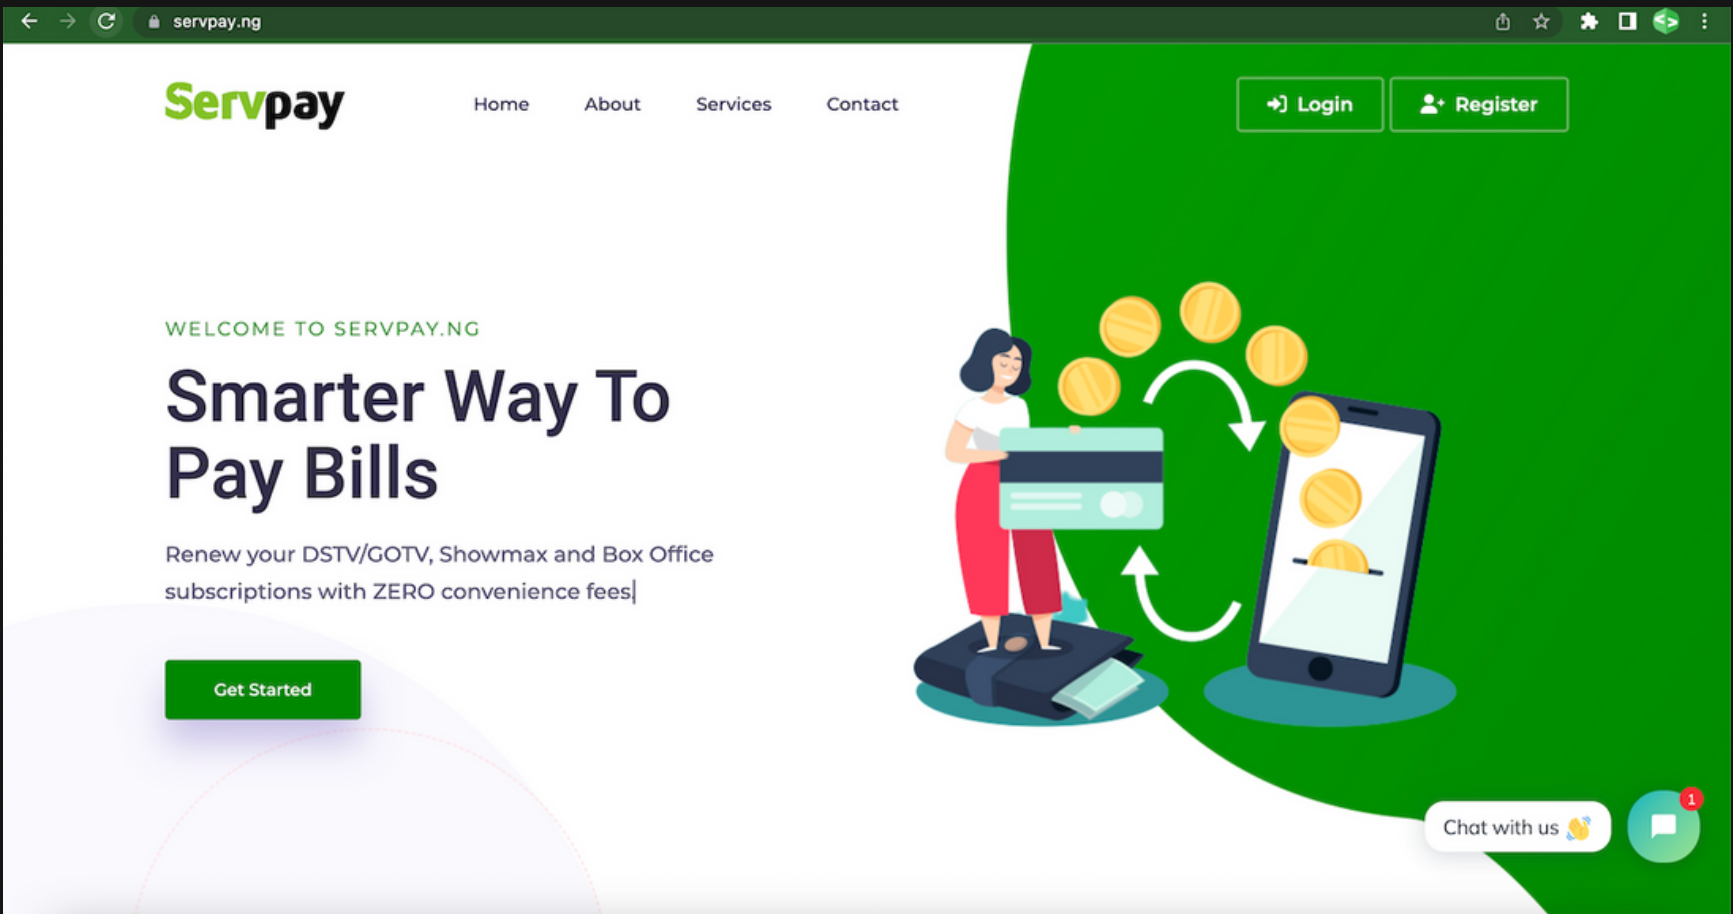 servpay.ng
Servpay
Home About Services Contact
Login Register
WELCOME TO SERVPAY.NG
Smarter Way To
Pay Bills
Renew your DSTV/GOTV, Showmax and Box Office
subscriptions with ZERO convenience fees
Get Started
Chat with us 👋
1